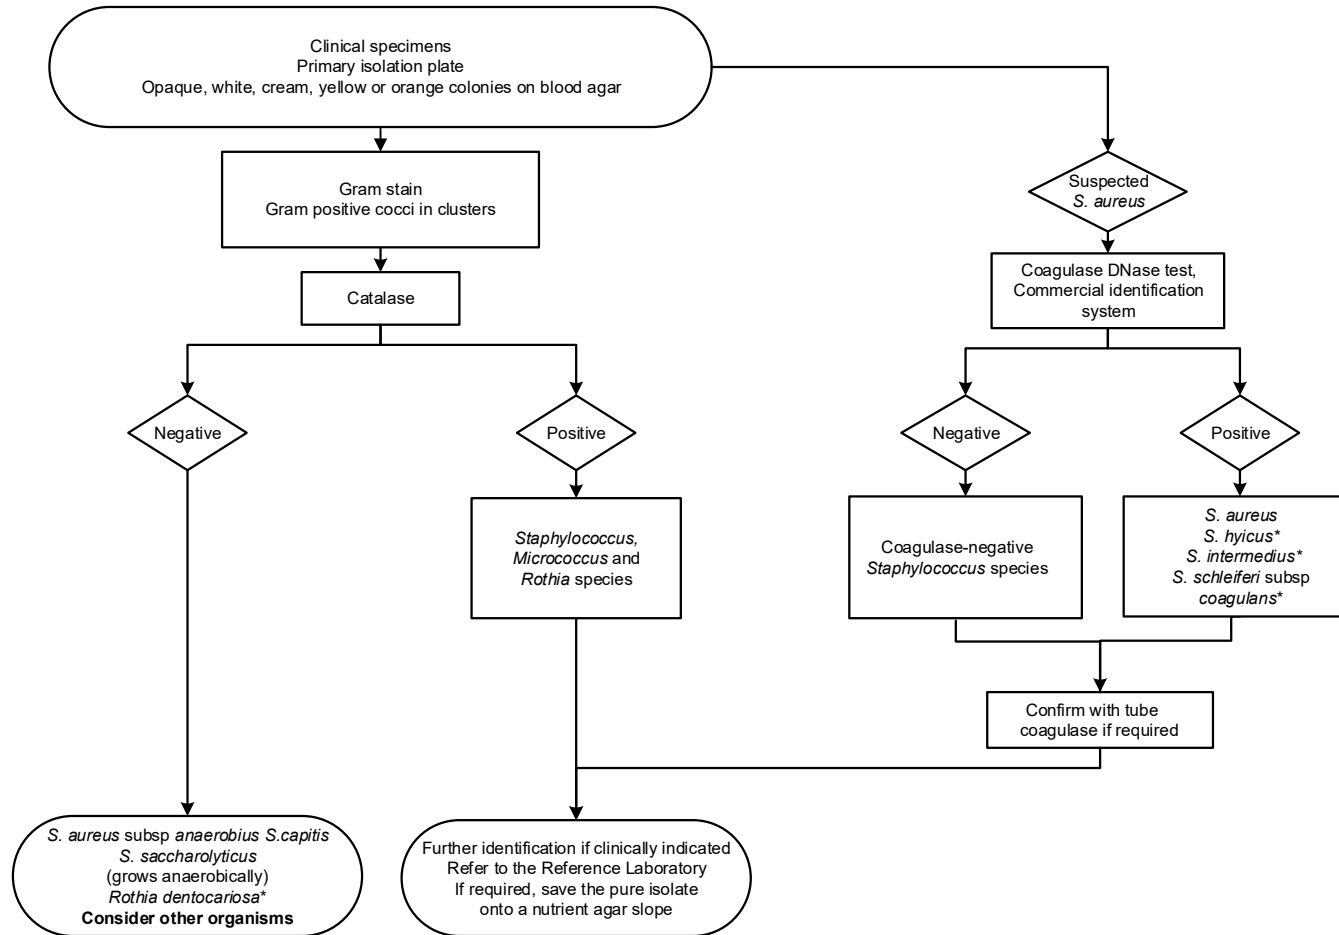 Clinical specimens
Primary isolation plate
Opaque, white, cream, yellow or orange colonies on blood agar
Gram stain
Gram positive cocci in clusters
Suspected
S. aureus
Catalase
Coagulase DNase test,
Commercial identification
system
Negative
Positive
Negative
Positive
Staphylococcus,
Micrococcus and
Rothia species
Coagulase-negative
Staphylococcus species
S. aureus
S. hyicus*
S. intermedius*
S. schleiferi subsp
coagulans*
Confirm with tube
coagulase if required
S. aureus subsp anaerobius S.capitis
S. saccharolyticus
(grows anaerobically)
Rothia dentocariosa*
Consider other organisms
Further identification if clinically indicated
Refer to the Reference Laboratory
If required, save the pure isolate
onto a nutrient agar slope